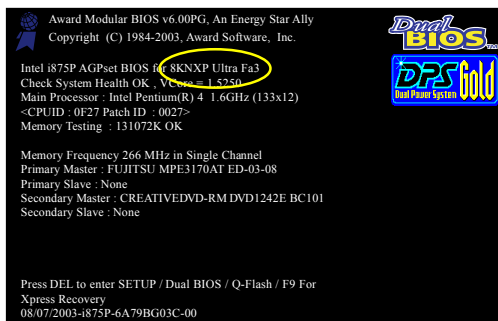 Award Modular BIOS v6.00PG, An Energy Star Ally
Copyright (C) 1984-2003, Award Software, Inc.
Dual
BIOS
Intel i875P AGPset BIOS for 8KNXP Ultra Fa3
Check System Health OK , VCore = 1.5250
Main Processor : Intel Pentium(R) 4 1.6GHz (133x12)
<CPUID : 0F27 Patch ID : 0027>
Memory Testing : 131072K OK
DPS Gold
Dual Power System
Memory Frequency 266 MHz in Single Channel
Primary Master : FUJITSU MPE3170AT ED-03-08
Primary Slave : None
Secondary Master : CREATIVEDVD-RM DVD1242E BC101
Secondary Slave : None
Press DEL to enter SETUP / Dual BIOS / Q-Flash / F9 For
Xpress Recovery
08/07/2003-i875P-6A79BG03C-00